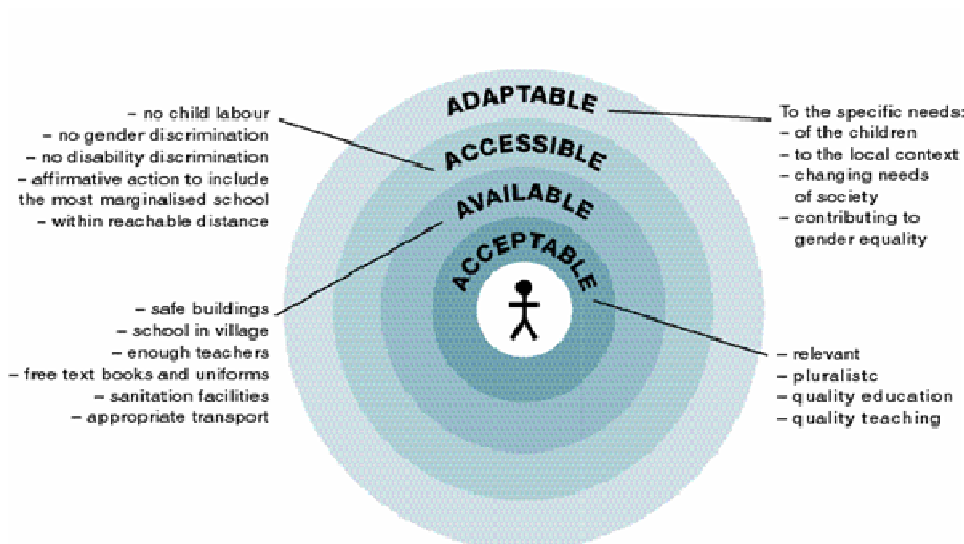 ADAPTABLE
ACCESSIBLE
AVAILABLE
ACCEPTABLE
– no child labour
– no gender discrimination
– no disability discrimination
– affirmative action to include
the most marginalised school
– within reachable distance
– safe buildings
– school in village
– enough teachers
– free text books and uniforms
– sanitation facilities
– appropriate transport
To the specific needs:
– of the children
– to the local context
– changing needs
of society
– contributing to
gender equality
– relevant
– pluralistc
– quality education
– quality teaching